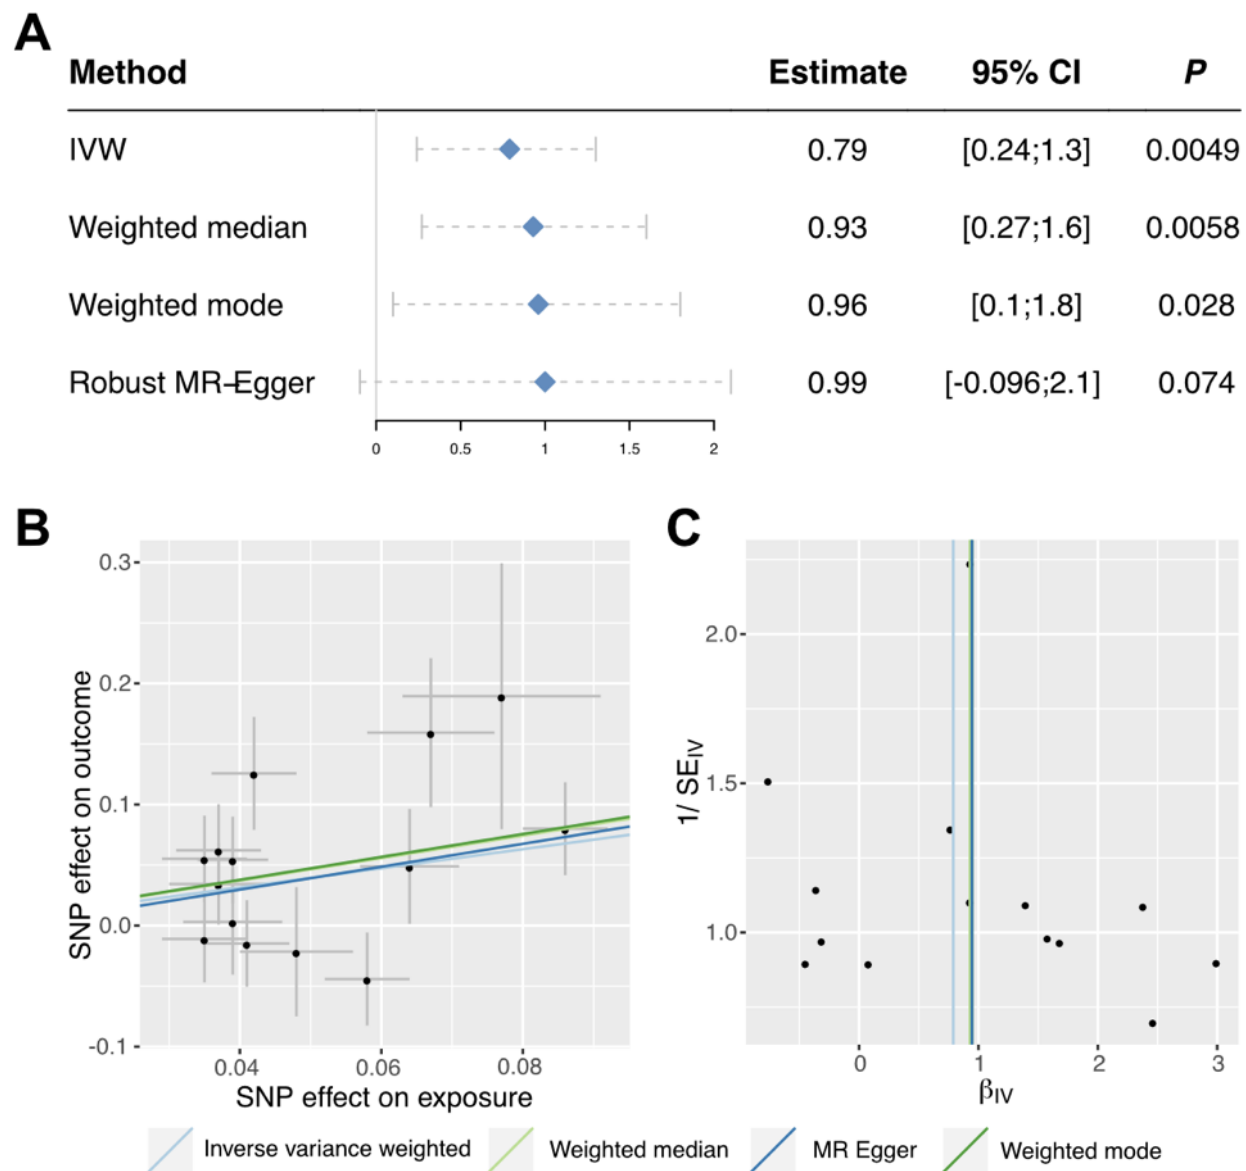 A
Method Estimate 95% CI P
IVW 0.79 [0.24;1.3] 0.0049
Weighted median 0.93 [0.27;1.6] 0.0058
Weighted mode 0.96 [0.1;1.8] 0.028
Robust MR–Egger 0.99 [-0.096;2.1] 0.074
0 0.5 1 1.5 2
B
0.3
0.2
0.1
0.0
-0.1
SNP effect on outcome
0.04 0.06 0.08
SNP effect on exposure
C
2.0
1.5
1.0
1/ SE_IV
0 1 2 3
β_IV
Inverse variance weighted Weighted median MR Egger Weighted mode